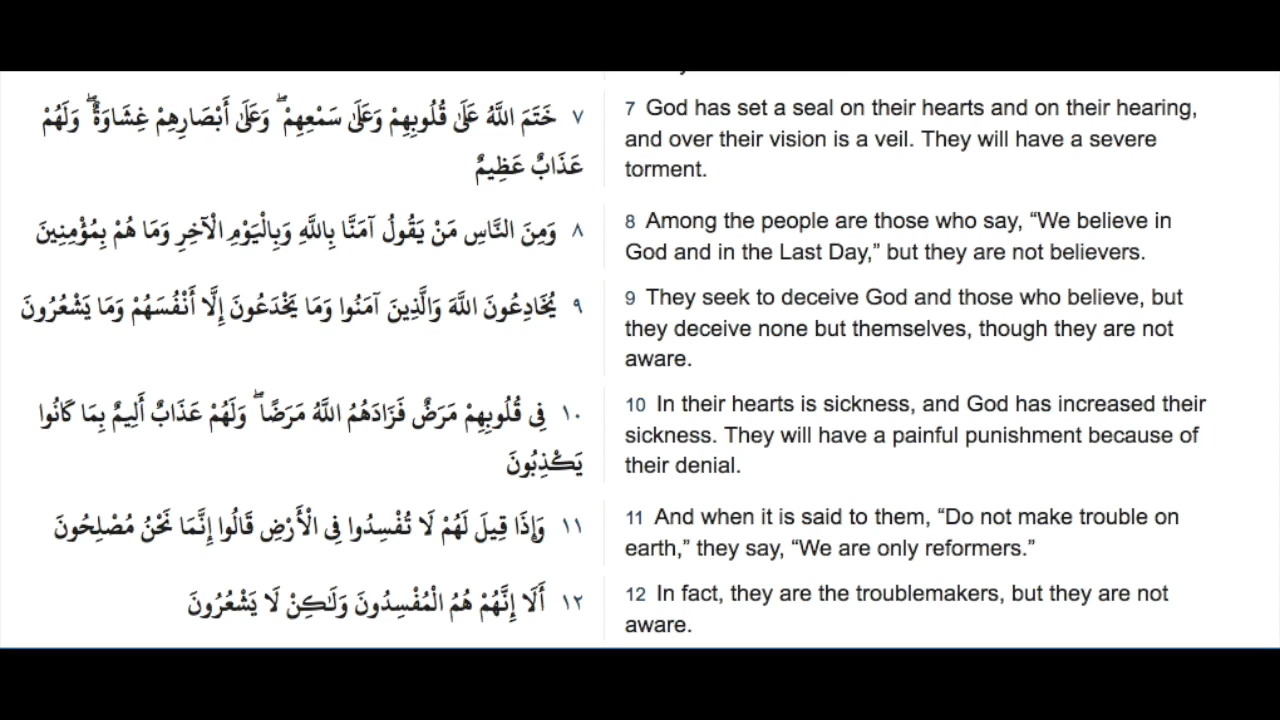 ٧ خَتَمَ اللَّهُ عَلَىٰ قُلُوبِهِمْ وَعَلَىٰ سَمْعِهِمْ ۖ وَعَلَىٰ أَبْصَارِهِمْ غِشَاوَةٌ ۖ وَلَهُمْ
عَذَابٌ عَظِيمٌ
7 God has set a seal on their hearts and on their hearing,
and over their vision is a veil. They will have a severe
torment.
٨ وَمِنَ النَّاسِ مَنْ يَقُولُ آمَنَّا بِاللَّهِ وَبِالْيَوْمِ الْآخِرِ وَمَا هُمْ بِمُؤْمِنِينَ
8 Among the people are those who say, “We believe in
God and in the Last Day,” but they are not believers.
٩ يُخَادِعُونَ اللَّهَ وَالَّذِينَ آمَنُوا وَمَا يَخْدَعُونَ إِلَّا أَنْفُسَهُمْ وَمَا يَشْعُرُونَ
9 They seek to deceive God and those who believe, but
they deceive none but themselves, though they are not
aware.
١٠ فِي قُلُوبِهِمْ مَرَضٌ فَزَادَهُمُ اللَّهُ مَرَضًا ۖ وَلَهُمْ عَذَابٌ أَلِيمٌ بِمَا كَانُوا
يَكْذِبُونَ
10 In their hearts is sickness, and God has increased their
sickness. They will have a painful punishment because of
their denial.
١١ وَإِذَا قِيلَ لَهُمْ لَا تُفْسِدُوا فِي الْأَرْضِ قَالُوا إِنَّمَا نَحْنُ مُصْلِحُونَ
11 And when it is said to them, “Do not make trouble on
earth,” they say, “We are only reformers.”
١٢ أَلَا إِنَّهُمْ هُمُ الْمُفْسِدُونَ وَلَٰكِنْ لَا يَشْعُرُونَ
12 In fact, they are the troublemakers, but they are not
aware.